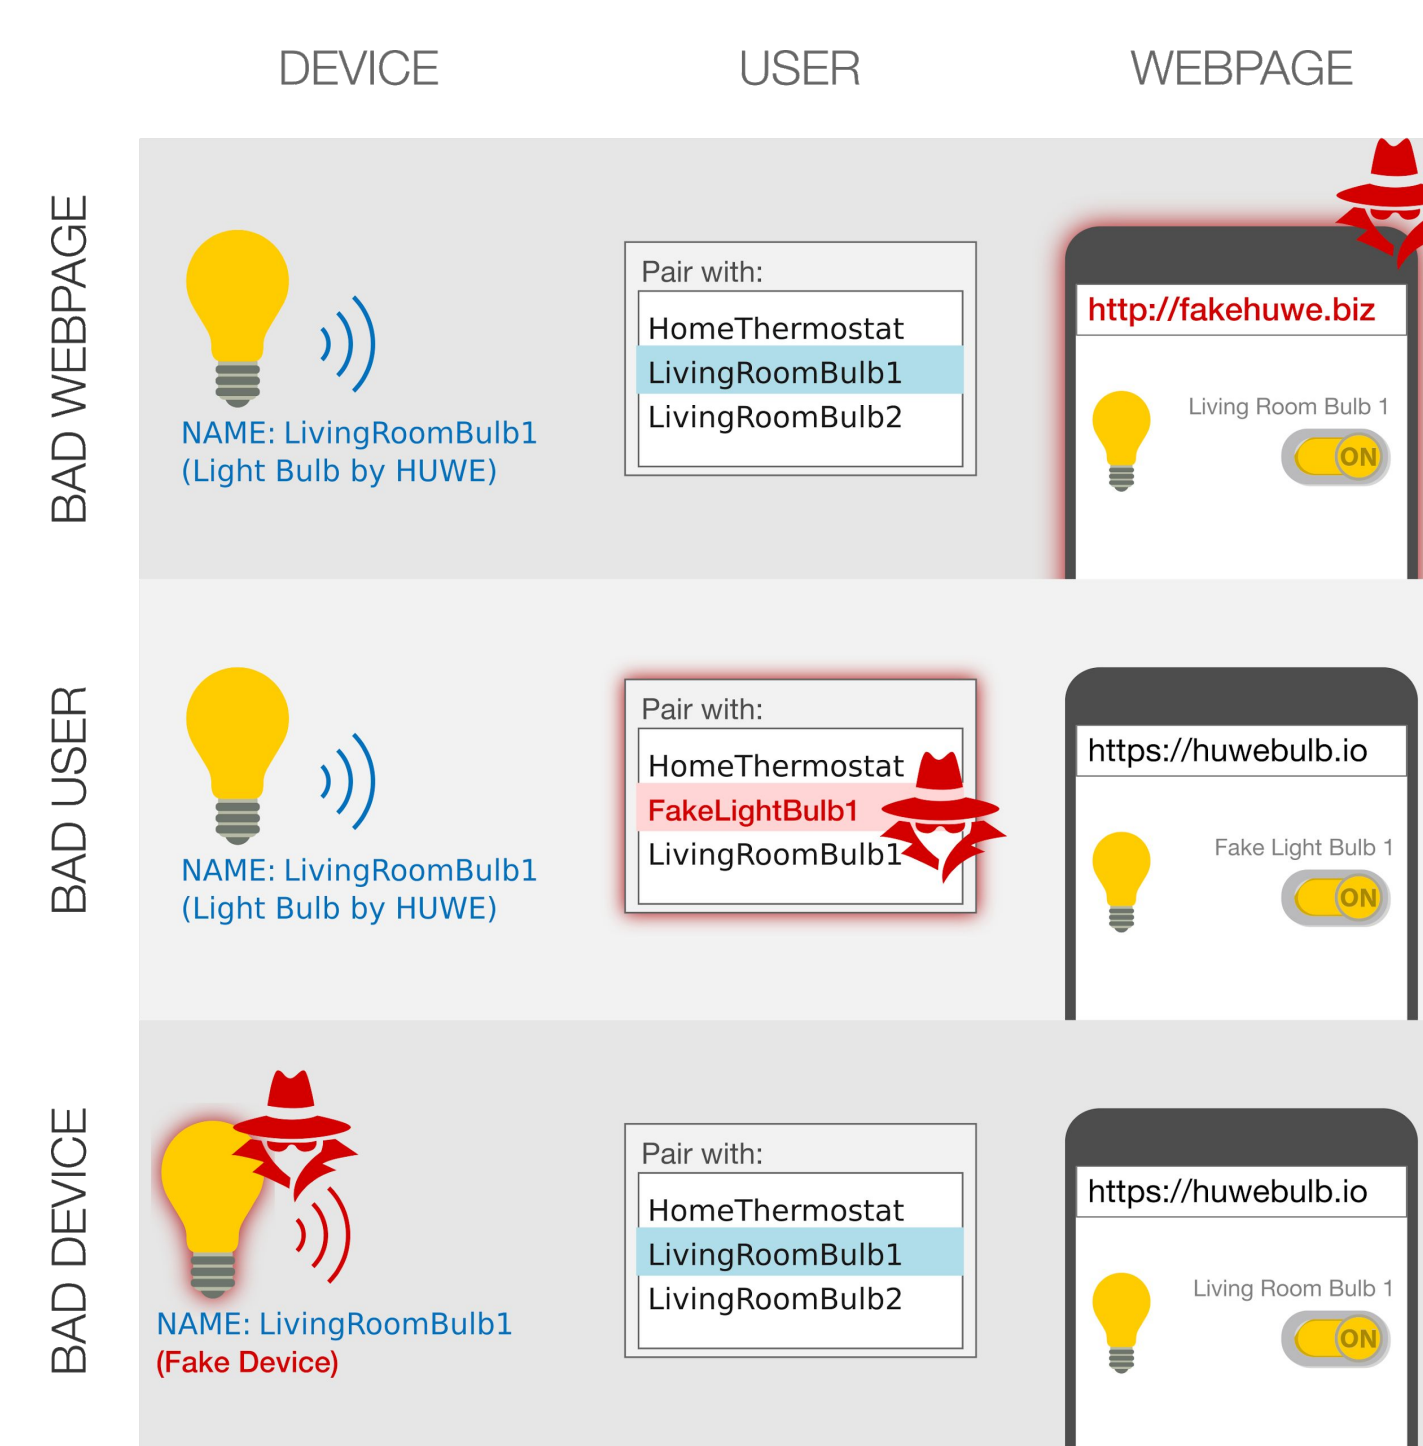 DEVICE
USER
WEBPAGE
BAD WEBPAGE
NAME: LivingRoomBulb1
(Light Bulb by HUWE)
Pair with:
HomeThermostat
LivingRoomBulb1
LivingRoomBulb2
http://fakehuwe.biz
Living Room Bulb 1
ON
BAD USER
NAME: LivingRoomBulb1
(Light Bulb by HUWE)
Pair with:
HomeThermostat
FakeLightBulb1
LivingRoomBulb1
https://huwebulb.io
Fake Light Bulb 1
ON
BAD DEVICE
NAME: LivingRoomBulb1
(Fake Device)
Pair with:
HomeThermostat
LivingRoomBulb1
LivingRoomBulb2
https://huwebulb.io
Living Room Bulb 1
ON